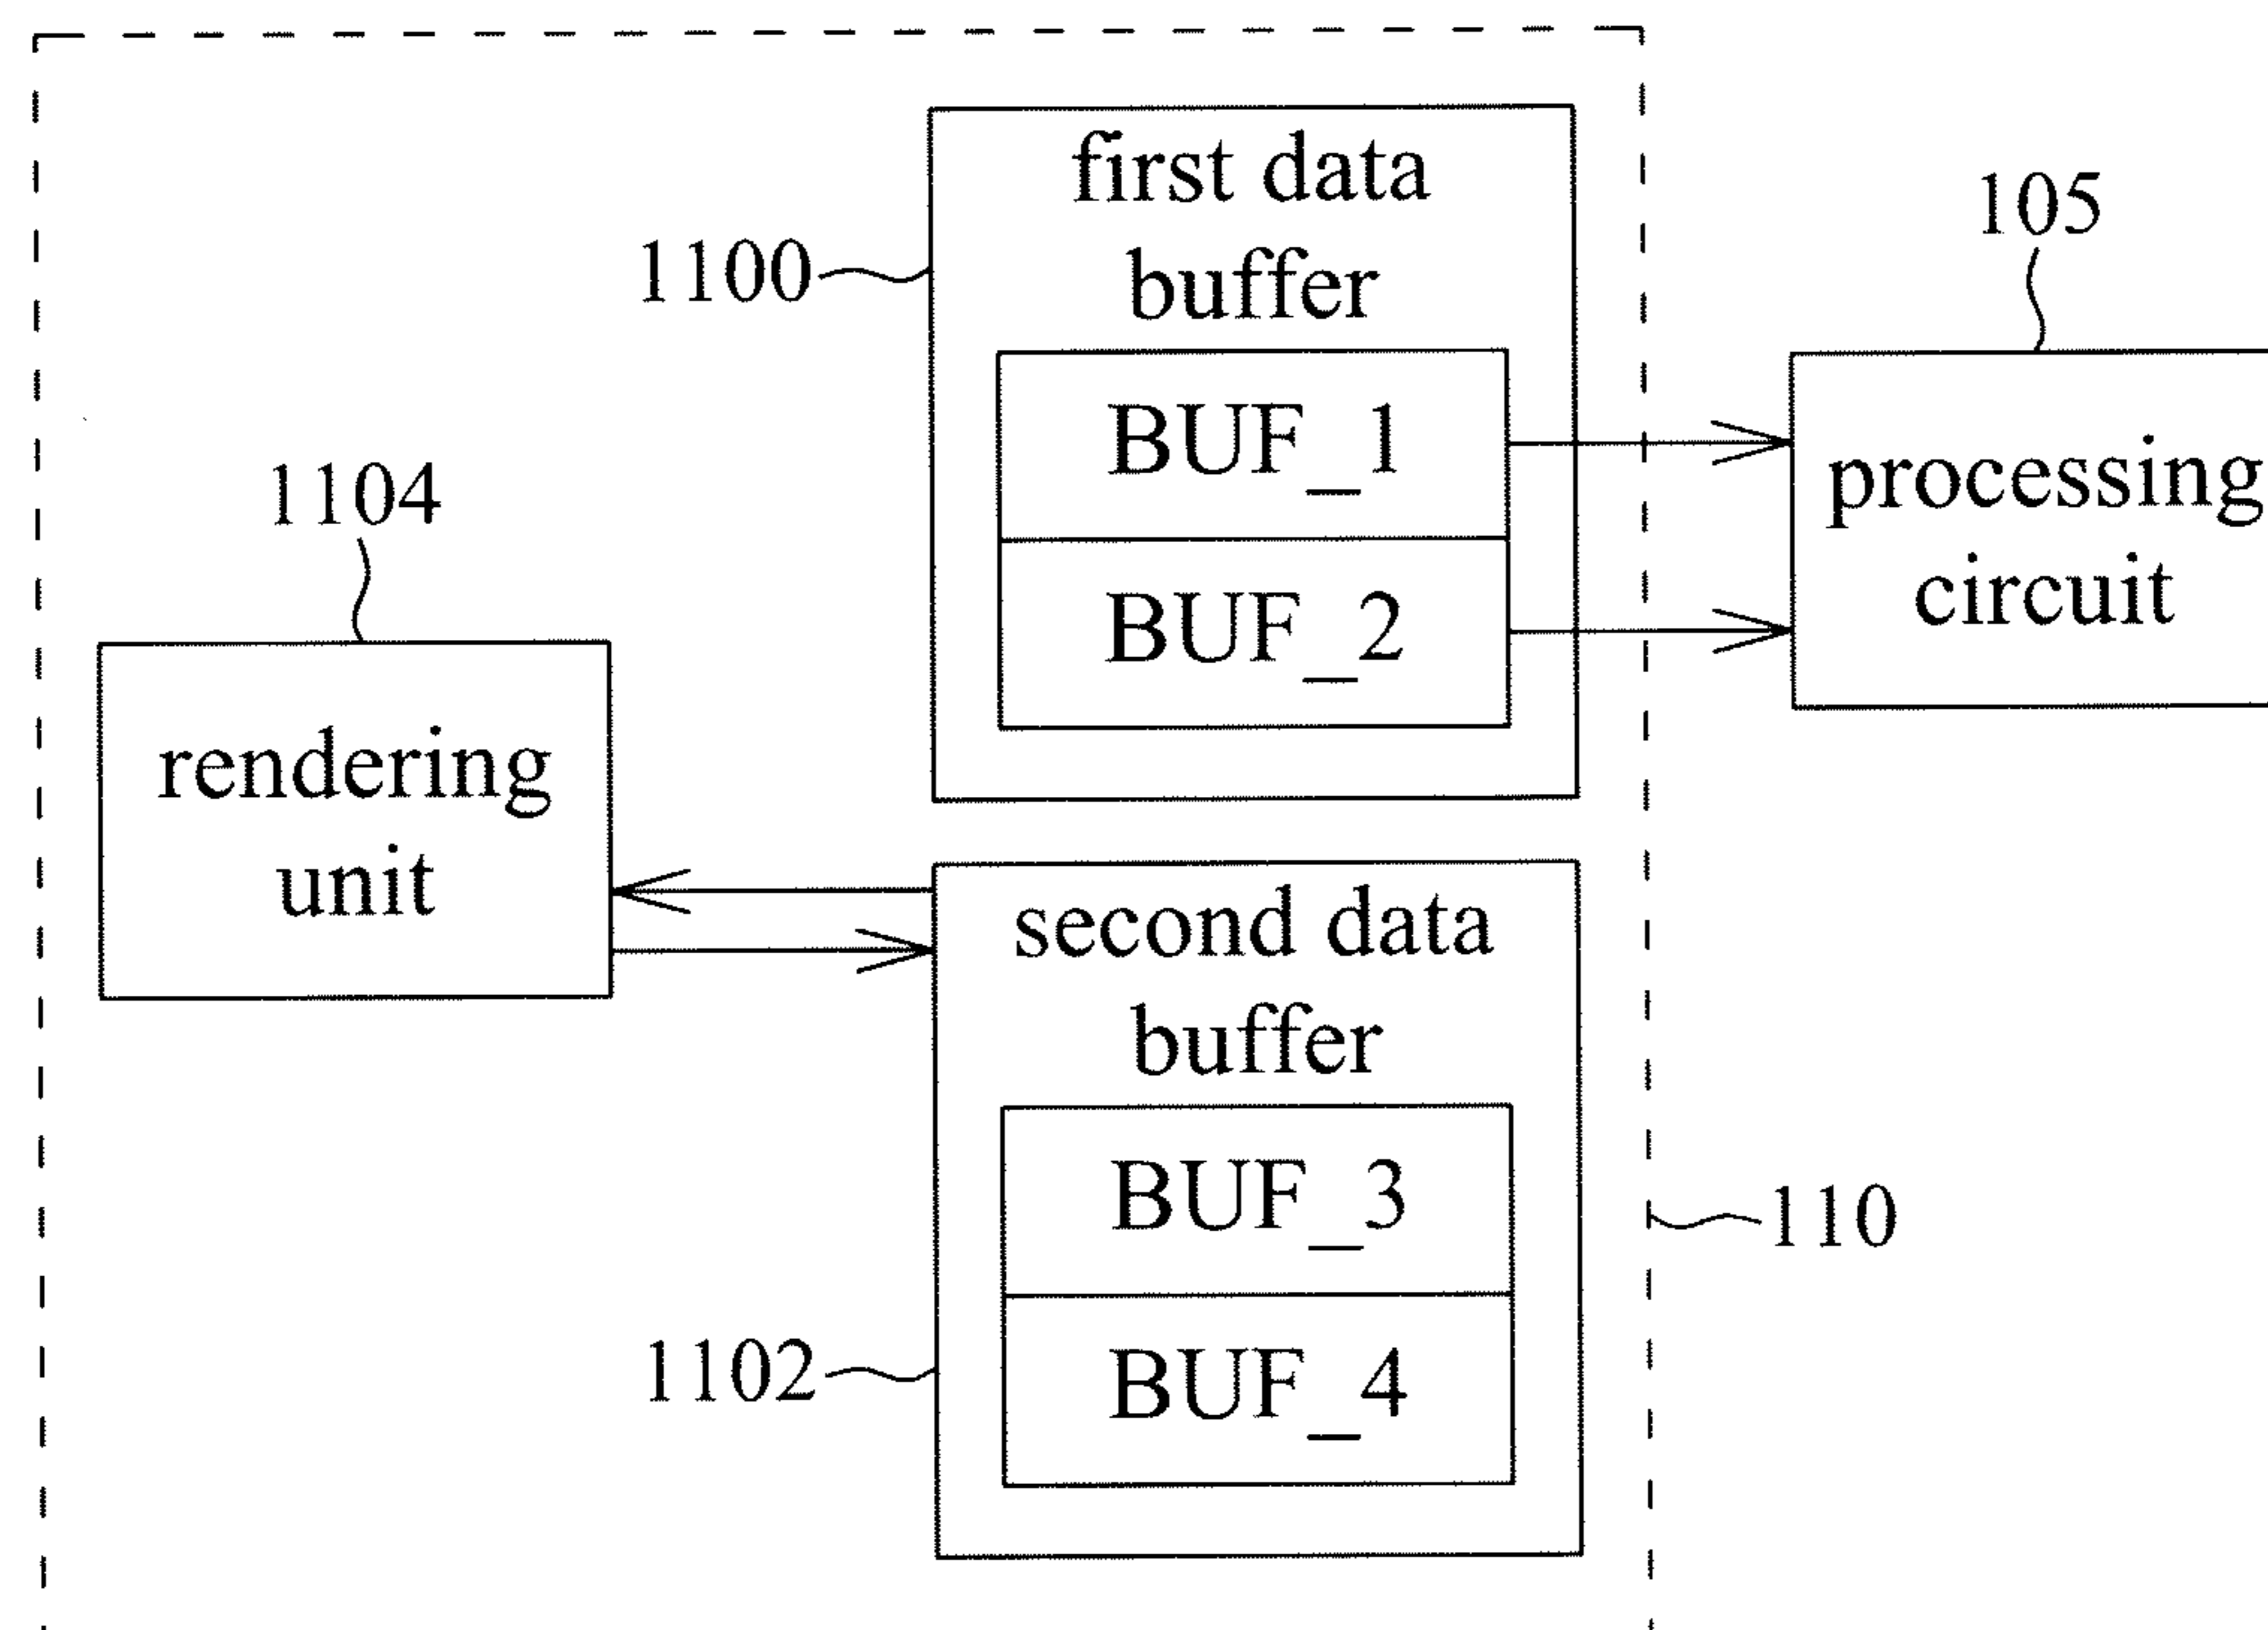 first data
buffer
1100
105
BUF_1
processing
circuit
1104
BUF_2
rendering
unit
second data
buffer
BUF_3
110
1102
BUF_4